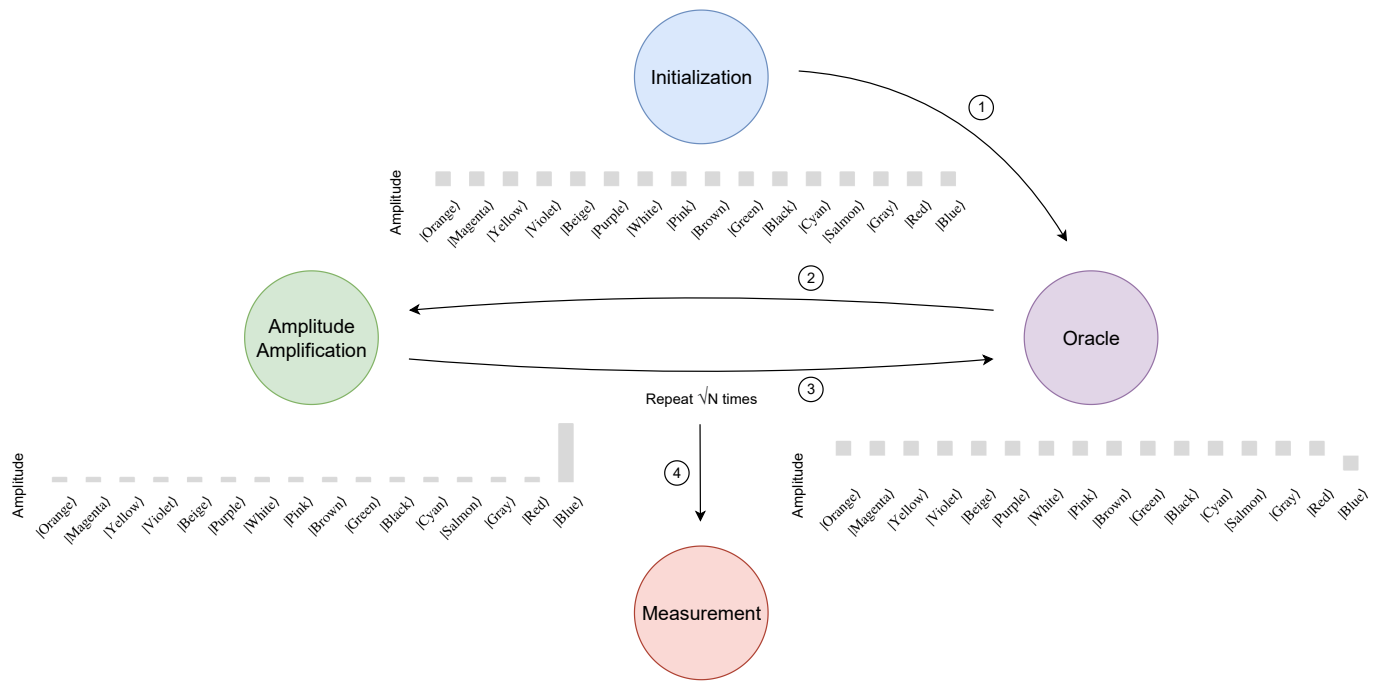 Initialization
1
Amplitude
|Orange⟩
|Magenta⟩
|Yellow⟩
|Violet⟩
|Beige⟩
|Purple⟩
|White⟩
|Pink⟩
|Brown⟩
|Green⟩
|Black⟩
|Cyan⟩
|Salmon⟩
|Gray⟩
|Red⟩
|Blue⟩
2
Amplitude
Amplification
Oracle
3
Repeat √N times
4
Amplitude
|Orange⟩
|Magenta⟩
|Yellow⟩
|Violet⟩
|Beige⟩
|Purple⟩
|White⟩
|Pink⟩
|Brown⟩
|Green⟩
|Black⟩
|Cyan⟩
|Salmon⟩
|Gray⟩
|Red⟩
|Blue⟩
Amplitude
|Orange⟩
|Magenta⟩
|Yellow⟩
|Violet⟩
|Beige⟩
|Purple⟩
|White⟩
|Pink⟩
|Brown⟩
|Green⟩
|Black⟩
|Cyan⟩
|Salmon⟩
|Gray⟩
|Red⟩
|Blue⟩
Measurement